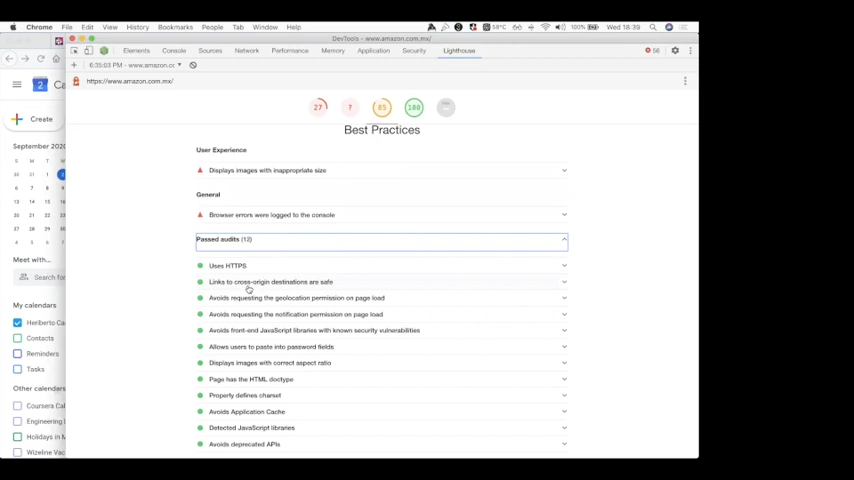 Chrome File Edit View History Bookmarks People Tab Window Help
58°C 100% Wed 18:39
DevTools - www.amazon.com.mx/
Elements Console Sources Network Performance Memory Application Security Lighthouse 56
6:35:03 PM - www.amazon.cc
https://www.amazon.com.mx/
27 ? 85 100
Best Practices
User Experience
Displays images with inappropriate size
General
Browser errors were logged to the console
Passed audits (12)
Uses HTTPS
Links to cross-origin destinations are safe
Avoids requesting the geolocation permission on page load
Avoids requesting the notification permission on page load
Avoids front-end JavaScript libraries with known security vulnerabilities
Allows users to paste into password fields
Displays images with correct aspect ratio
Page has the HTML doctype
Properly defines charset
Avoids Application Cache
Detected JavaScript libraries
Avoids deprecated APIs
2 Ca
Create
September 2020
S M T W
30 31 1 2
6 7 8 9
13 14 15 16
20 21 22 23
27 28 29 30
4 5 6
Meet with...
Search for
My calendars
Heriberto Ca
Contacts
Reminders
Tasks
Other calendars
Coursera Cal
Engineering
Holidays in M
Wizeline Vac